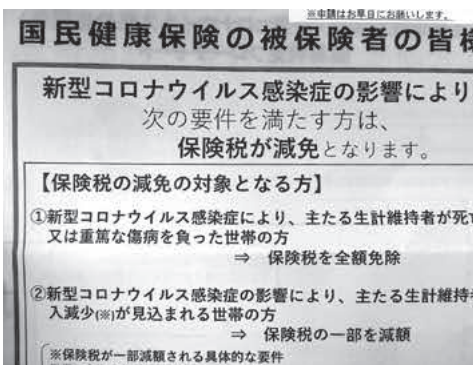 ※申請はお早目にお願いします。
国民健康保険の被保険者の皆様
新型コロナウイルス感染症の影響により
次の要件を満たす方は、
保険税が減免となります。
【保険税の減免の対象となる方】
①新型コロナウイルス感染症により、主たる生計維持者が死亡
又は重篤な傷病を負った世帯の方
⇒ 保険税を全額免除
②新型コロナウイルス感染症の影響により、主たる生計維持者
入減少(※)が見込まれる世帯の方
⇒ 保険税の一部を減額
※保険税が一部減額される具体的な要件